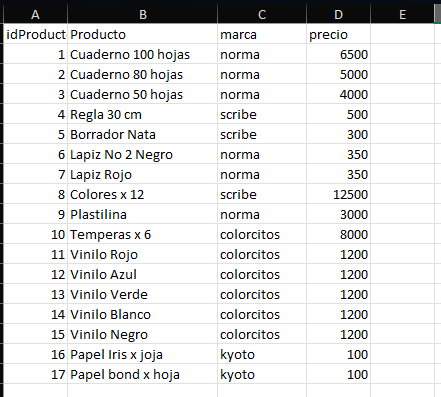 A B C D E
idProduct Producto marca precio
1 Cuaderno 100 hojas norma 6500
2 Cuaderno 80 hojas norma 5000
3 Cuaderno 50 hojas norma 4000
4 Regla 30 cm scribe 500
5 Borrador Nata scribe 300
6 Lapiz No 2 Negro norma 350
7 Lapiz Rojo norma 350
8 Colores x 12 scribe 12500
9 Plastilina norma 3000
10 Temperas x 6 colorcitos 8000
11 Vinilo Rojo colorcitos 1200
12 Vinilo Azul colorcitos 1200
13 Vinilo Verde colorcitos 1200
14 Vinilo Blanco colorcitos 1200
15 Vinilo Negro colorcitos 1200
16 Papel Iris x joja kyoto 100
17 Papel bond x hoja kyoto 100